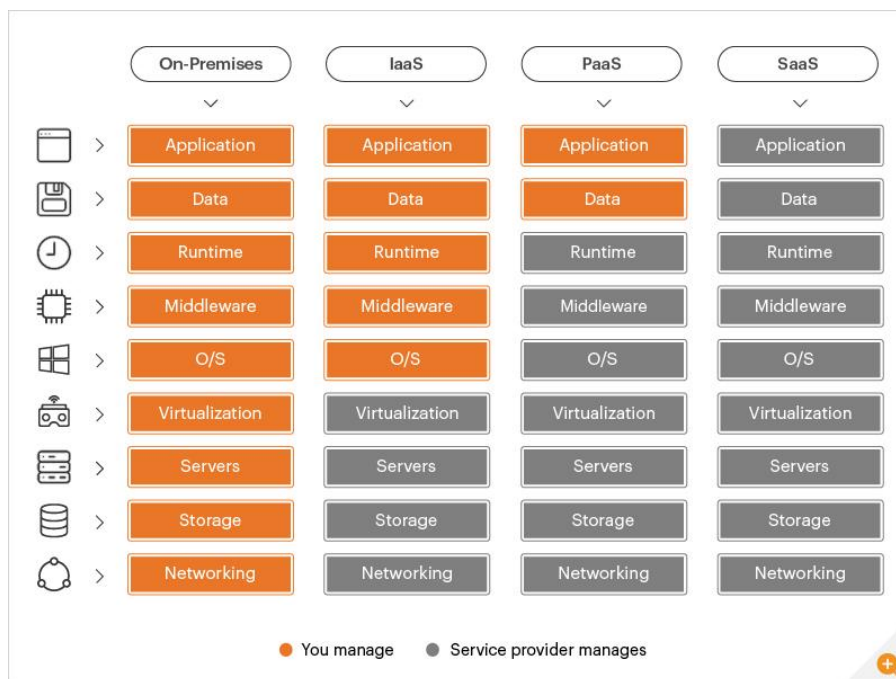 On-Premises IaaS PaaS SaaS
Application Application Application Application
Data Data Data Data
Runtime Runtime Runtime Runtime
Middleware Middleware Middleware Middleware
O/S O/S O/S O/S
Virtualization Virtualization Virtualization Virtualization
Servers Servers Servers Servers
Storage Storage Storage Storage
Networking Networking Networking Networking
You manage Service provider manages